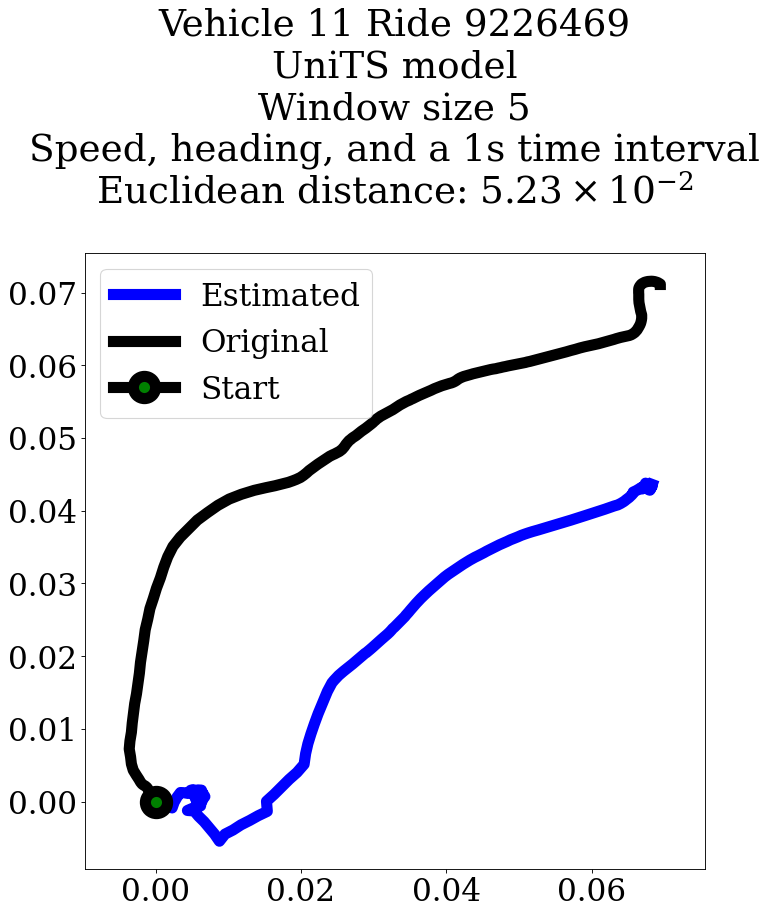 Vehicle 11 Ride 9226469
UniTS model
Window size 5
Speed, heading, and a 1s time interval
Euclidean distance: 5.23 × 10⁻²
Estimated
Original
Start
0.07
0.06
0.05
0.04
0.03
0.02
0.01
0.00
0.00 0.02 0.04 0.06